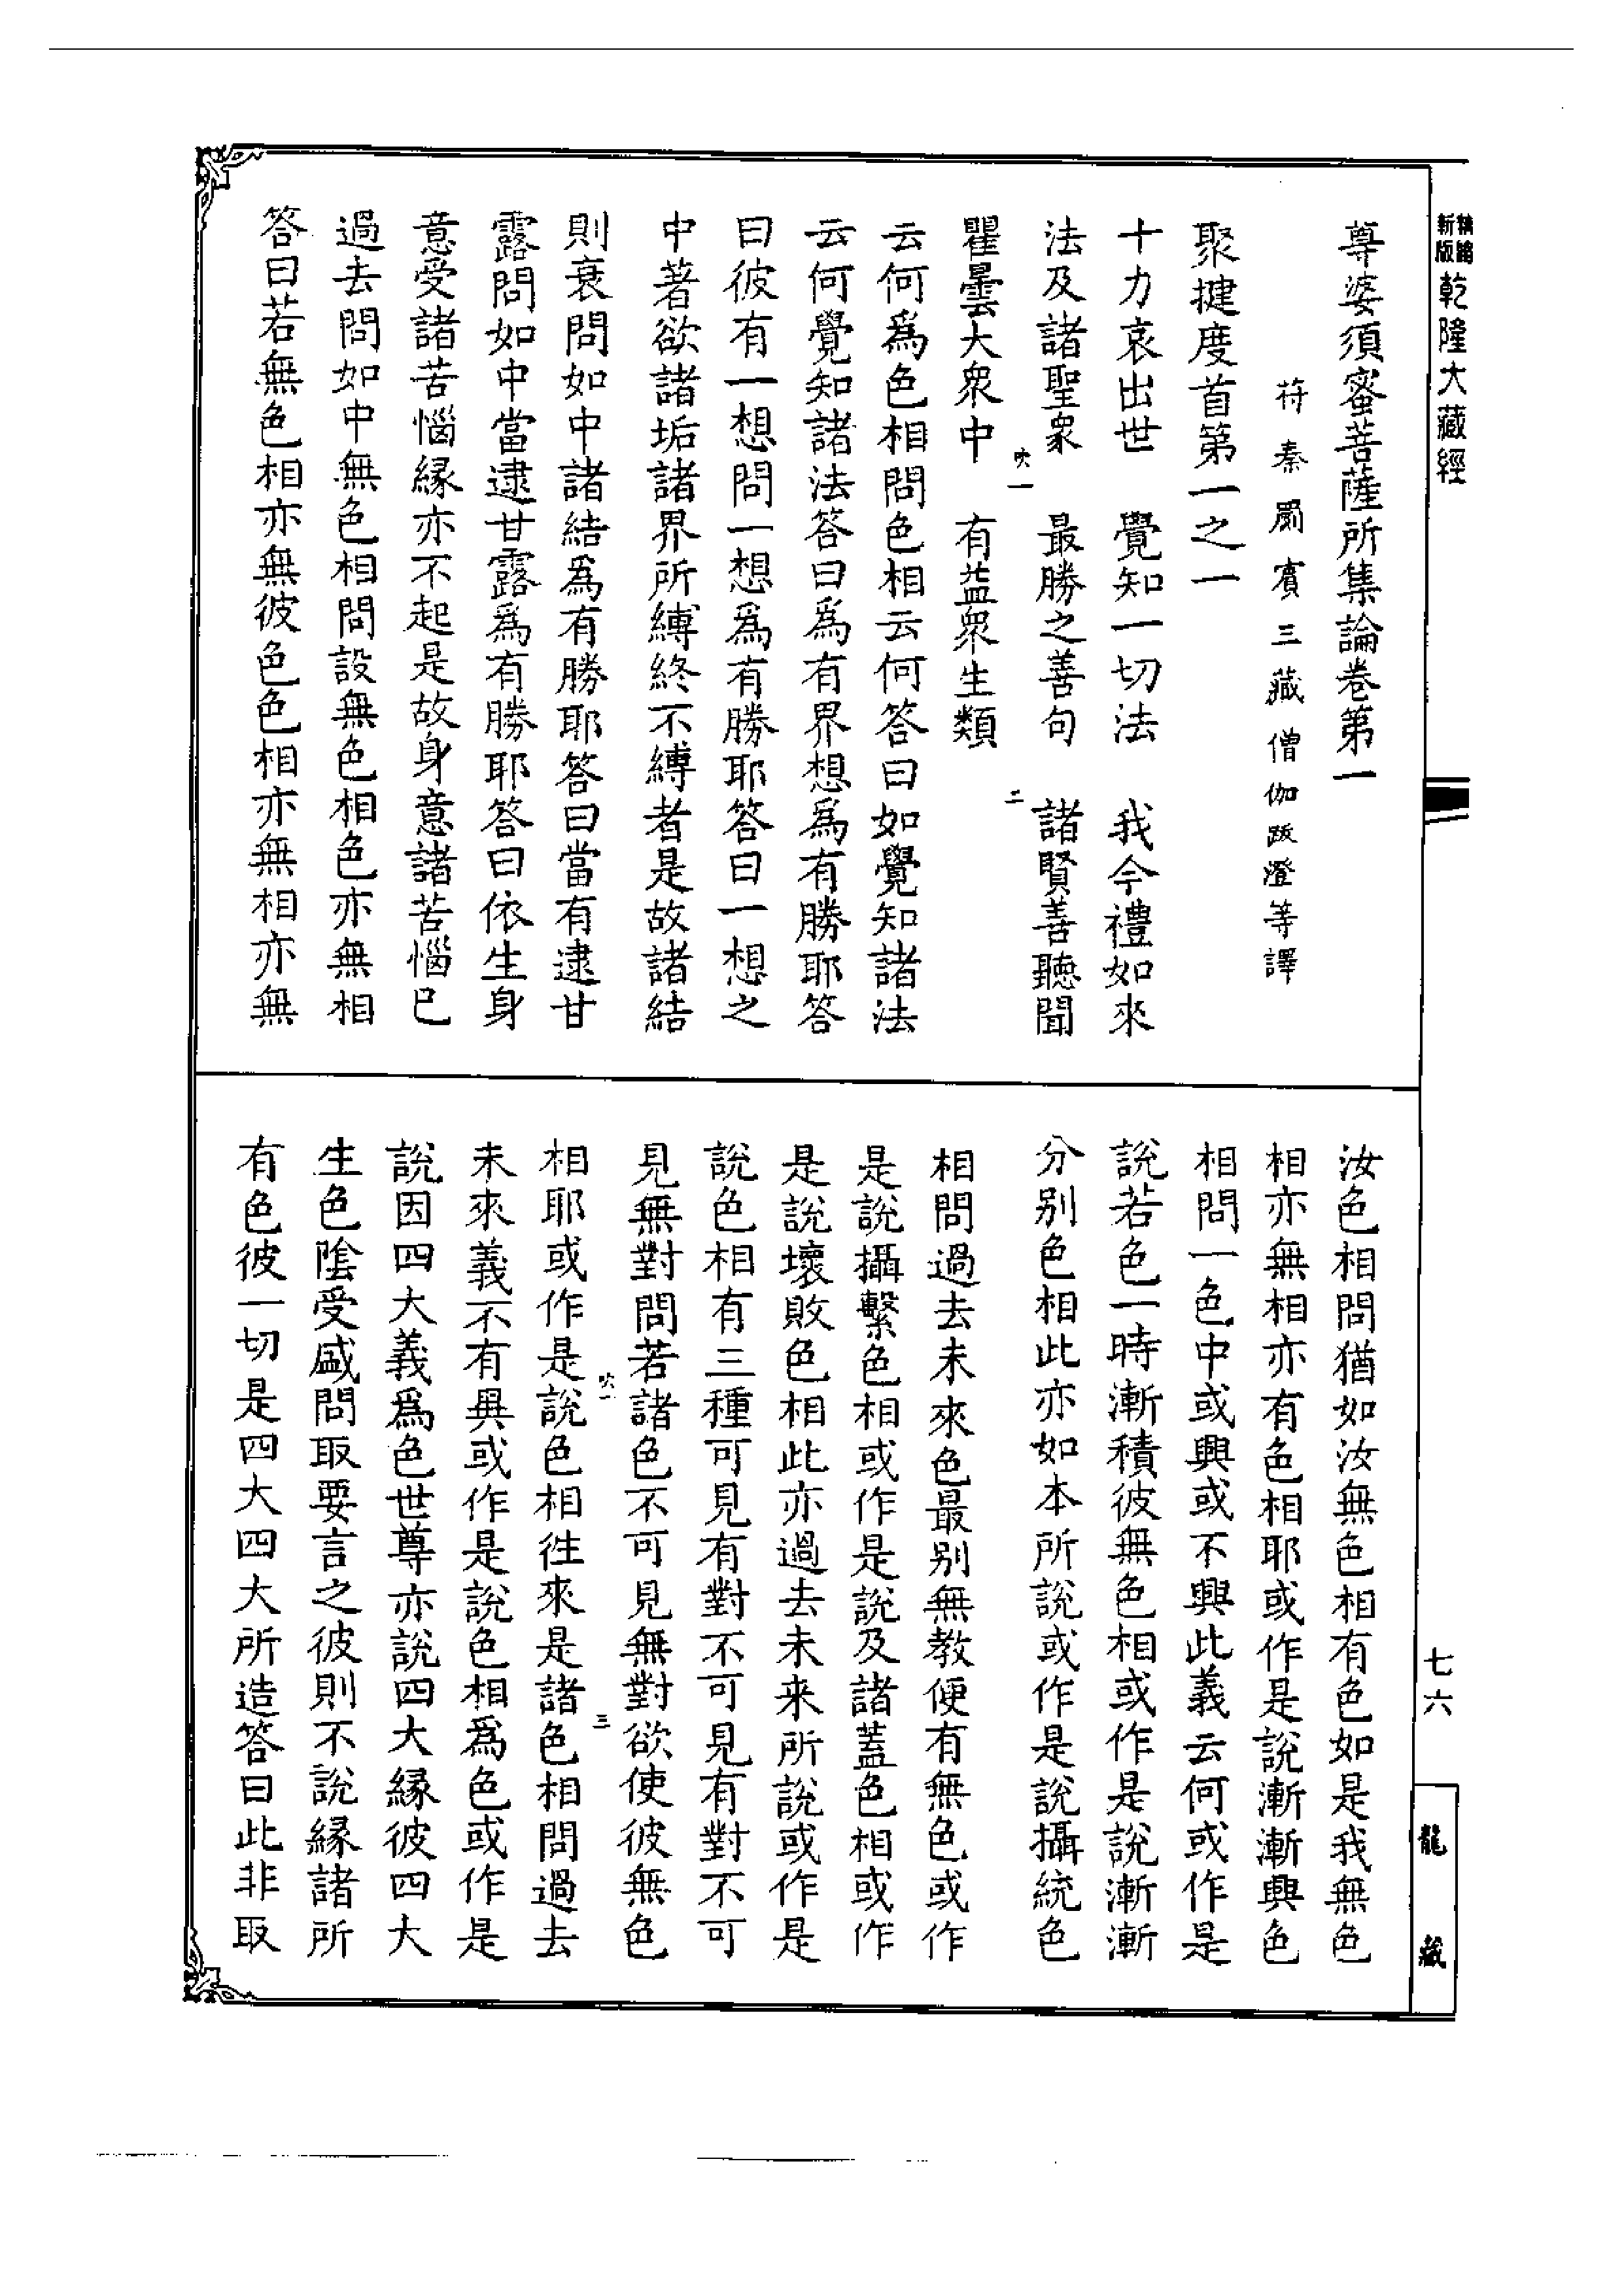 新版
精縮
乾隆大藏經
尊婆須蜜菩薩所集論卷第一
苻秦罽賓三藏僧伽跋澄等譯
聚揵度首第一之一
十力哀出世　覺知一切法　我今禮如來
法及諸聖衆　最勝之善句　諸賢善聽聞
吠一
二
瞿曇大衆中　有益衆生類
云何爲色相問色相云何答曰如覺知諸法
云何覺知諸法答曰爲有界想爲有勝耶答
曰彼有一想問一想爲有勝耶答曰一想之
中著欲諸垢諸界所縛終不縛者是故諸結
則衰問如中諸結爲有勝耶答曰當有逮甘
露問如中當逮甘露爲有勝耶答曰依生身
意受諸苦惱緣亦不起是故身意諸苦惱已
過去問如中無色相問設無色相色亦無相
答曰若無色相亦無彼色色相亦無相亦無
汝色相問猶如汝無色相有色如是我無色
相亦無相亦有色相耶或作是說漸漸興色
相問一色中或興或不興此義云何或作是
說若色一時漸積彼無色相或作是說漸漸
分別色相此亦如本所說或作是說攝統色
相問過去未來色最別無教便有無色或作
是說攝繫色相或作是說及諸蓋色相或作
是說壞敗色相此亦過去未来所說或作是
說色相有三種可見有對不可見有對不可
見無對問若諸色不可見無對欲使彼無色
吠一
三
相耶或作是說色相往來是諸色相問過去
未來義不有與或作是說色相爲色或作是
說因四大義爲色世尊亦說四大緣彼四大
生色陰受盛問取要言之彼則不說緣諸所
有色彼一切是四大四大所造答曰此非取
七六
龍藏